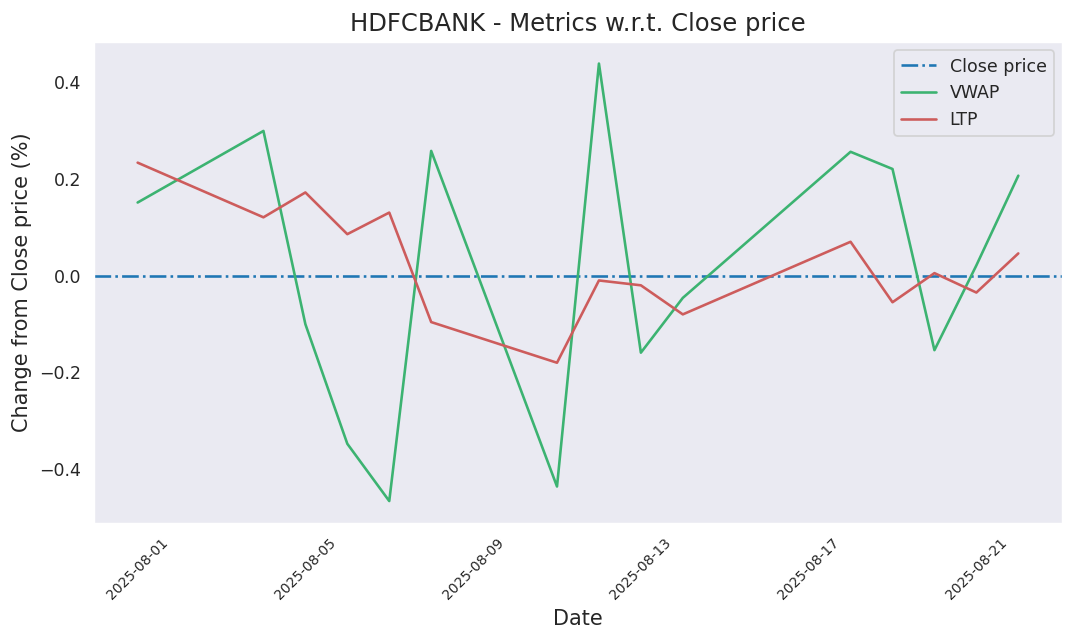 HDFCBANK - Metrics w.r.t. Close price
Close price
VWAP
LTP
Change from Close price (%)
0.4
0.2
0.0
−0.2
−0.4
2025-08-01
2025-08-05
2025-08-09
2025-08-13
2025-08-17
2025-08-21
Date